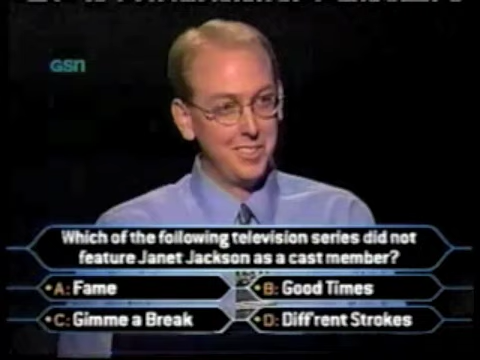 GSN
Which of the following television series did not
feature Janet Jackson as a cast member?
A: Fame
B: Good Times
C: Gimme a Break
D: Diff'rent Strokes